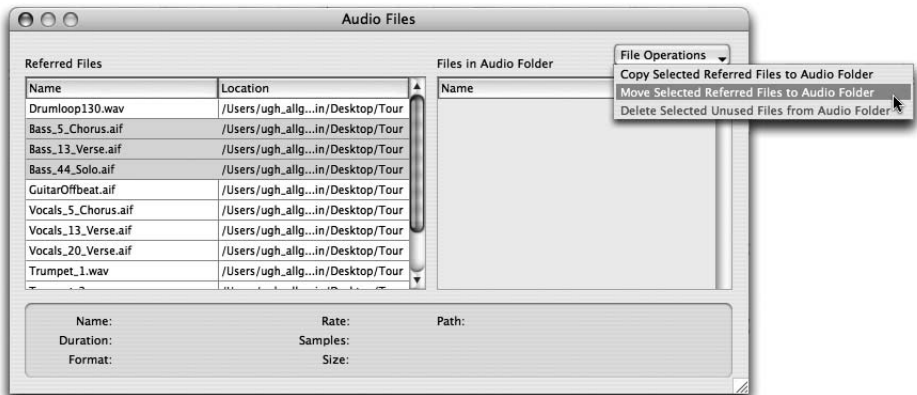 Audio Files
Referred Files
Files in Audio Folder
File Operations
Copy Selected Referred Files to Audio Folder
Move Selected Referred Files to Audio Folder
Delete Selected Unused Files from Audio Folder
Name Location
Name
Drumloop130.wav /Users/ugh_allg...in/Desktop/Tour
Bass_5_Chorus.aif /Users/ugh_allg...in/Desktop/Tour
Bass_13_Verse.aif /Users/ugh_allg...in/Desktop/Tour
Bass_44_Solo.aif /Users/ugh_allg...in/Desktop/Tour
GuitarOffbeat.aif /Users/ugh_allg...in/Desktop/Tour
Vocals_5_Chorus.aif /Users/ugh_allg...in/Desktop/Tour
Vocals_13_Verse.aif /Users/ugh_allg...in/Desktop/Tour
Vocals_20_Verse.aif /Users/ugh_allg...in/Desktop/Tour
Trumpet_1.wav /Users/ugh_allg...in/Desktop/Tour
Name: Rate: Path:
Duration: Samples:
Format: Size: